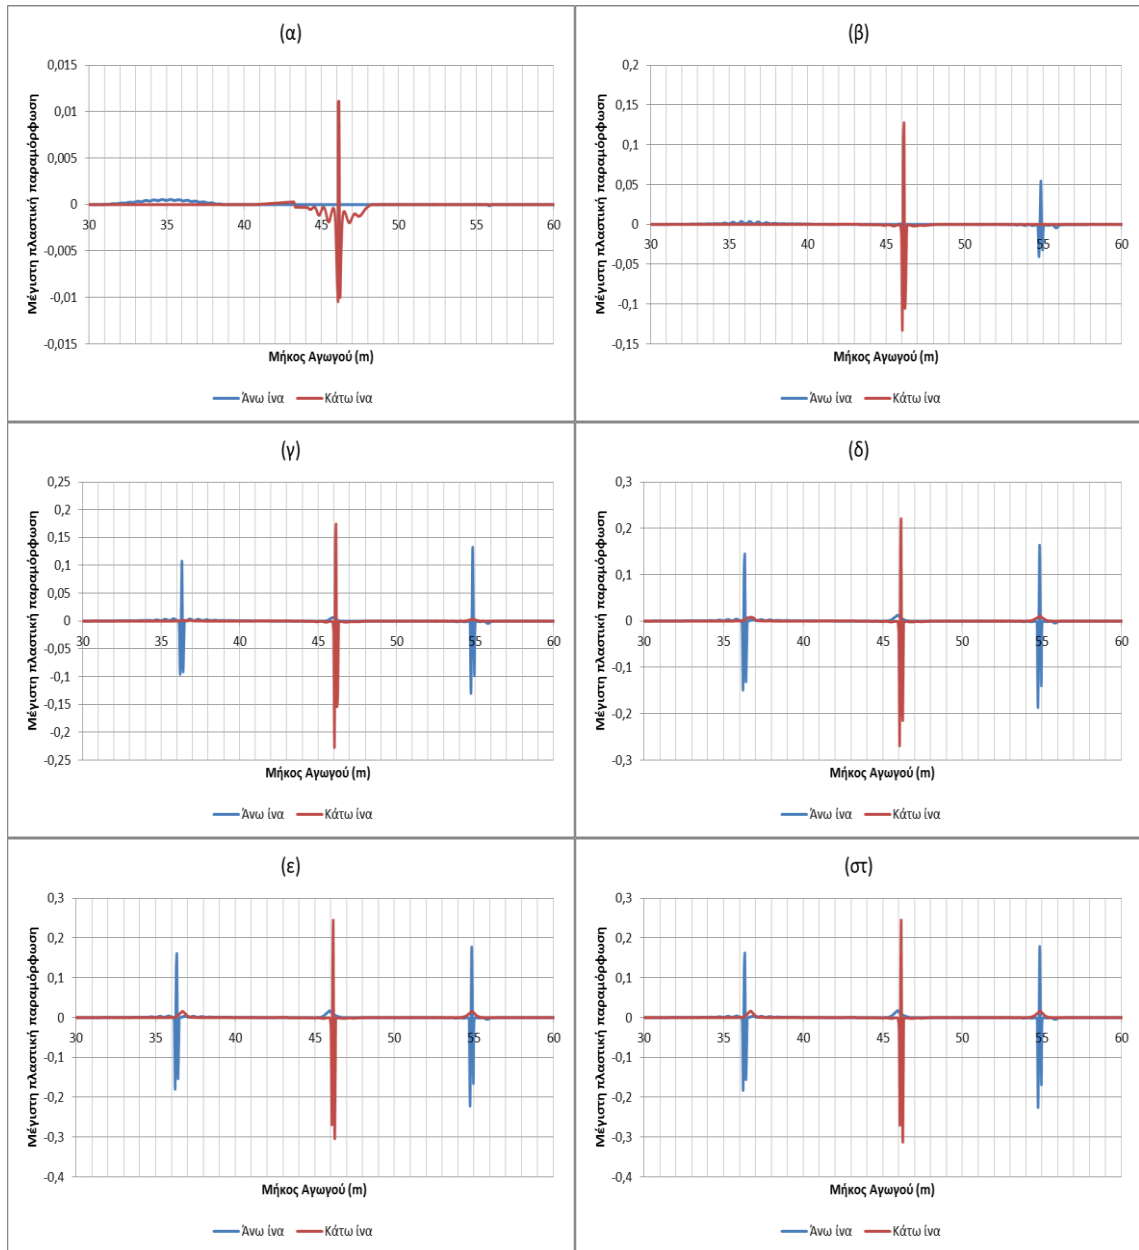 (α)
Μέγιστη πλαστική παραμόρφωση
0,015
0,01
0,005
0
-0,005
-0,01
-0,015
30 35 40 45 50 55 60
Μήκος Αγωγού (m)
Άνω ίνα Κάτω ίνα
(β)
Μέγιστη πλαστική παραμόρφωση
0,2
0,15
0,1
0,05
0
-0,05
-0,1
-0,15
30 35 40 45 50 55 60
Μήκος Αγωγού (m)
Άνω ίνα Κάτω ίνα
(γ)
Μέγιστη πλαστική παραμόρφωση
0,25
0,2
0,15
0,1
0,05
0
-0,05
-0,1
-0,15
-0,2
-0,25
30 35 40 45 50 55 60
Μήκος Αγωγού (m)
Άνω ίνα Κάτω ίνα
(δ)
Μέγιστη πλαστική παραμόρφωση
0,3
0,2
0,1
0
-0,1
-0,2
-0,3
30 35 40 45 50 55 60
Μήκος Αγωγού (m)
Άνω ίνα Κάτω ίνα
(ε)
Μέγιστη πλαστική παραμόρφωση
0,3
0,2
0,1
0
-0,1
-0,2
-0,3
-0,4
30 35 40 45 50 55 60
Μήκος Αγωγού (m)
Άνω ίνα Κάτω ίνα
(στ)
Μέγιστη πλαστική παραμόρφωση
0,3
0,2
0,1
0
-0,1
-0,2
-0,3
-0,4
30 35 40 45 50 55 60
Μήκος Αγωγού (m)
Άνω ίνα Κάτω ίνα